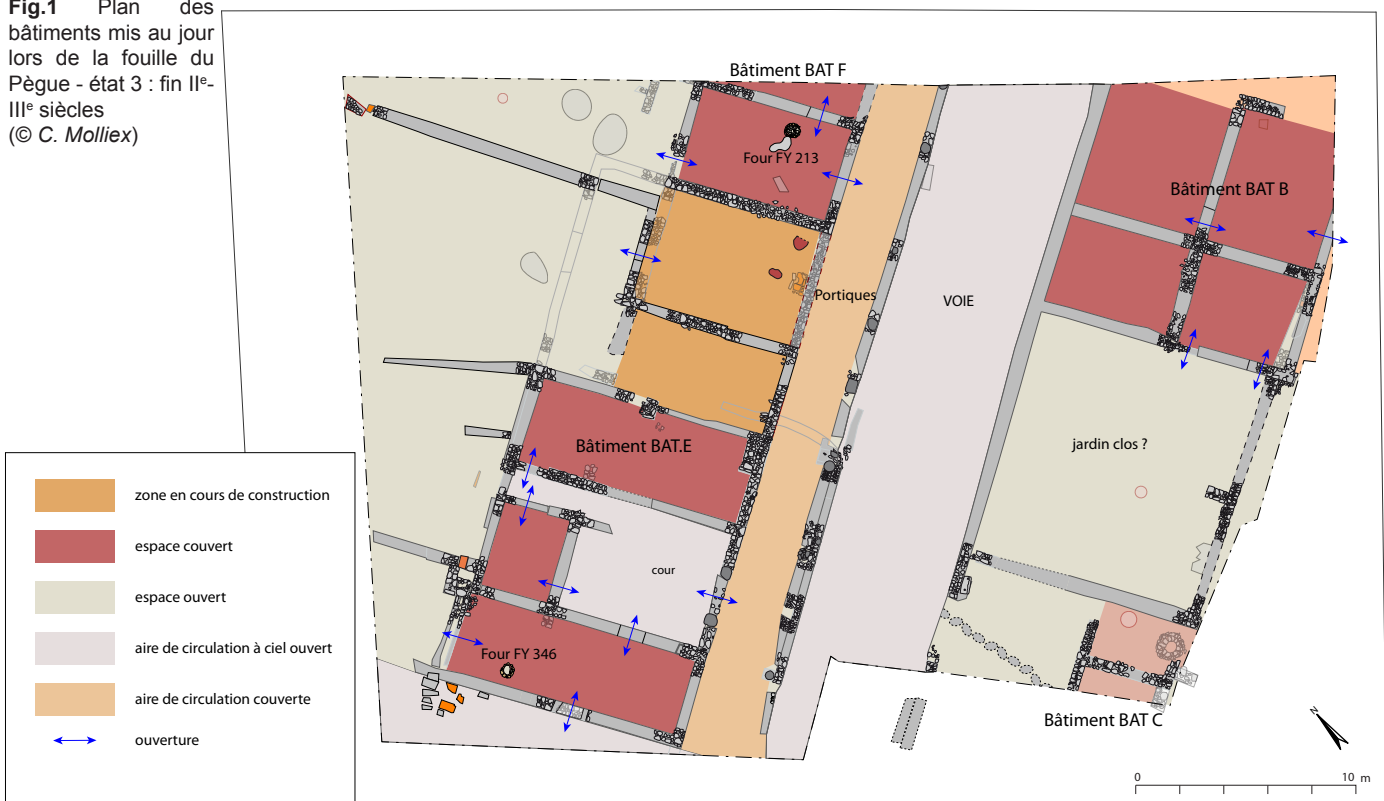 Fig.1 Plan des
bâtiments mis au jour
lors de la fouille du
Pègue - état 3 : fin IIe-
IIIe siècles
(© C. Molliex)
Bâtiment BAT F
Four FY 213
Bâtiment BAT B
Portiques
VOIE
Bâtiment BAT.E
jardin clos ?
cour
Four FY 346
Bâtiment BAT C
zone en cours de construction
espace couvert
espace ouvert
aire de circulation à ciel ouvert
aire de circulation couverte
ouverture
N
0 10 m